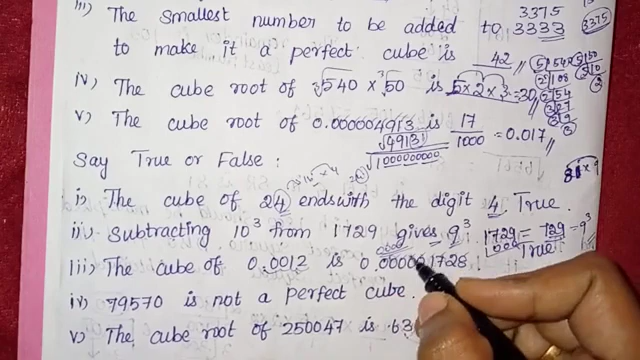 iii) The smallest number to be added to 3333
3375
3375
to make it a perfect cube is 42
iv) The cube root of ∛540 × ∛50 is 5×2×3 = 30
v) The cube root of 0.000004913 is 17/1000 = 0.017
Say True or False:
i) The cube of 24 ends with the digit 4. True
ii) Subtracting 10³ from 1729 gives 9³
1729 = 729 = 9³
1000
True
iii) The cube of 0.0012 is 0.000001728
iv) 79570 is not a perfect cube.
v) The cube root of 250047 is 63